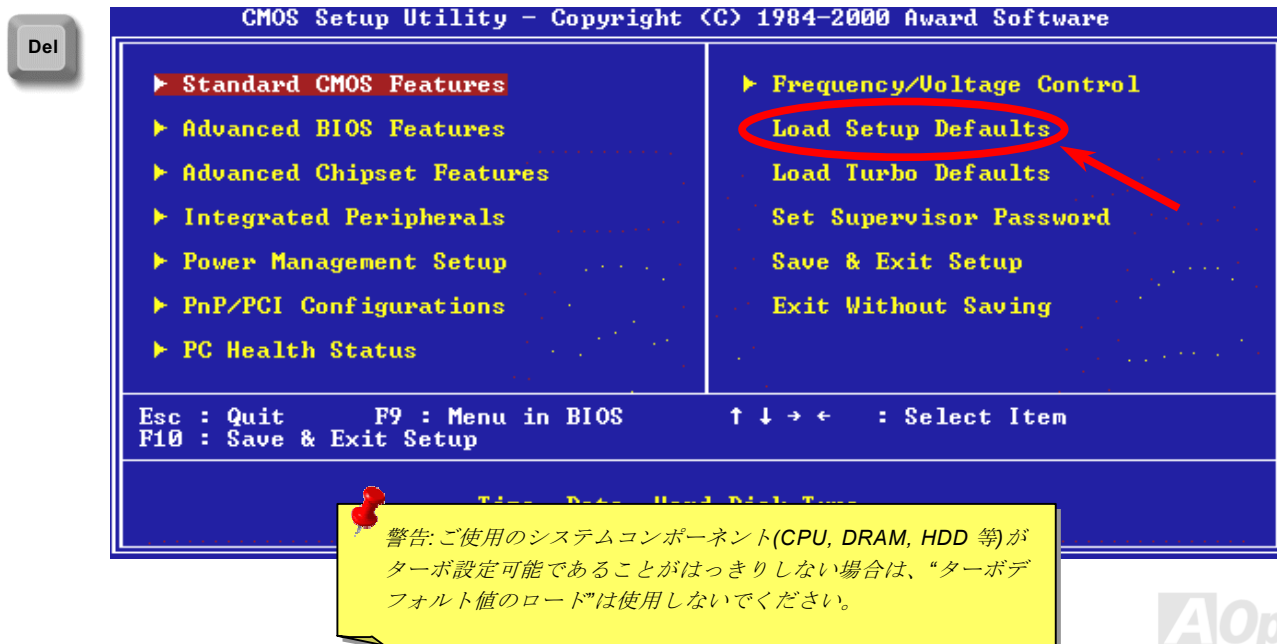 CMOS Setup Utility – Copyright (C) 1984–2000 Award Software
Del
▶ Standard CMOS Features
▶ Advanced BIOS Features
▶ Advanced Chipset Features
▶ Integrated Peripherals
▶ Power Management Setup
▶ PnP/PCI Configurations
▶ PC Health Status
▶ Frequency/Voltage Control
Load Setup Defaults
Load Turbo Defaults
Set Supervisor Password
Save & Exit Setup
Exit Without Saving
Esc : Quit F9 : Menu in BIOS ↑ ↓ → ← : Select Item
F10 : Save & Exit Setup
Time, Date, Hard Disk Type
警告:ご使用のシステムコンポーネント(CPU, DRAM, HDD 等)が
ターボ設定可能であることがはっきりしない場合は、“ターボデ
フォルト値のロード”は使用しないでください。